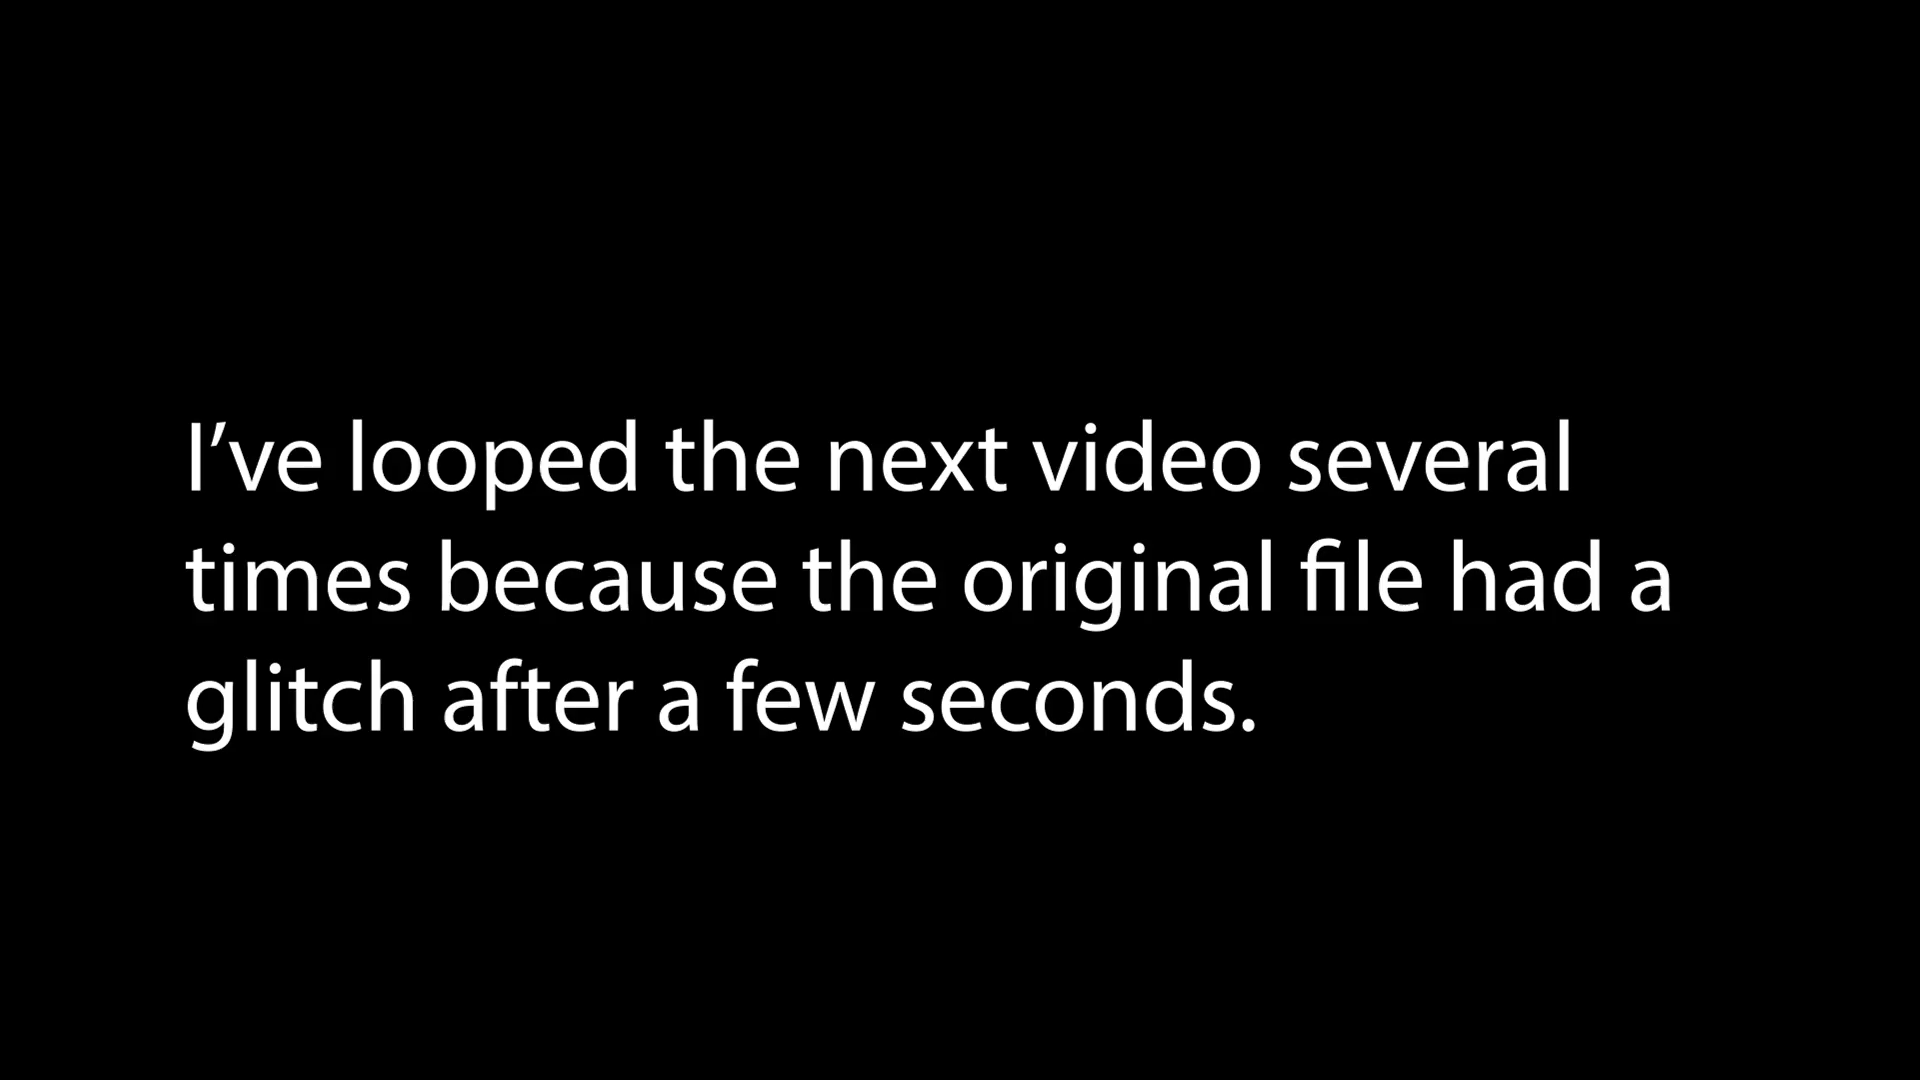 I’ve looped the next video several
times because the original file had a
glitch after a few seconds.